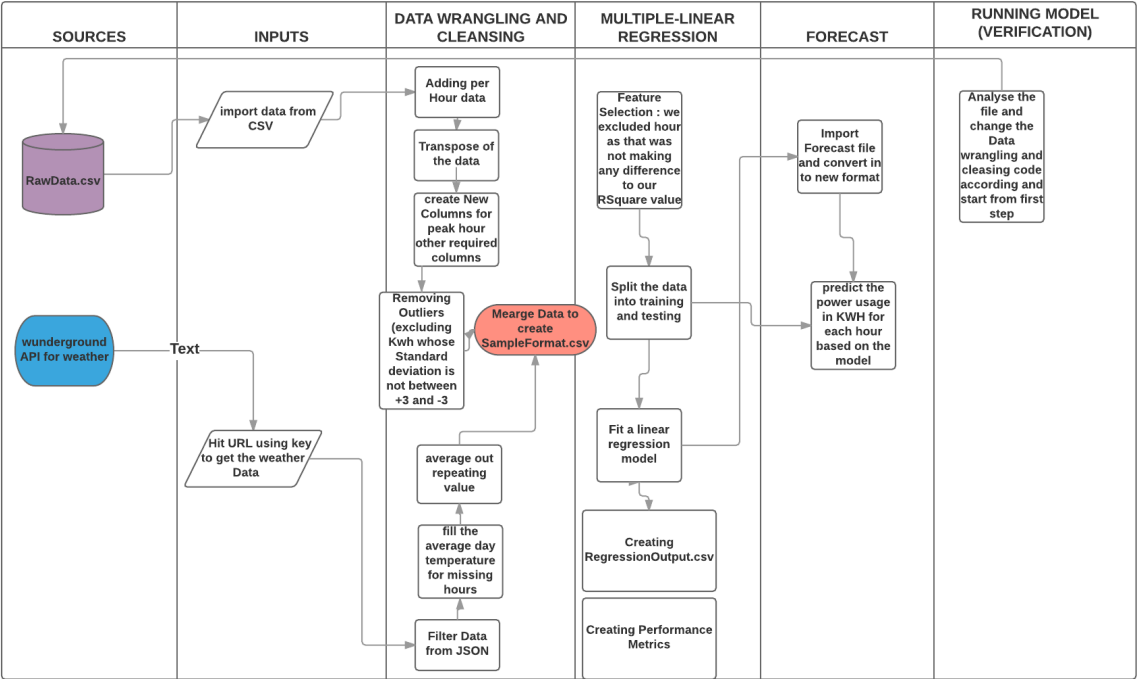 SOURCES
INPUTS
DATA WRANGLING AND
CLEANSING
MULTIPLE-LINEAR
REGRESSION
FORECAST
RUNNING MODEL
(VERIFICATION)
RawData.csv
wunderground
API for weather
Text
import data from
CSV
Hit URL using key
to get the weather
Data
Adding per
Hour data
Transpose of
the data
create New
Columns for
peak hour
other required
columns
Removing
Outliers
(excluding
Kwh whose
Standard
deviation is
not between
+3 and -3
Mearge Data to
create
SampleFormat.csv
average out
repeating
value
fill the
average day
temperature
for missing
hours
Filter Data
from JSON
Feature
Selection : we
excluded hour
as that was
not making
any difference
to our
RSquare value
Split the data
into training
and testing
Fit a linear
regression
model
Creating
RegressionOutput.csv
Creating Performance
Metrics
Import
Forecast file
and convert in
to new format
predict the
power usage
in KWH for
each hour
based on the
model
Analyse the
file and
change the
Data
wrangling and
cleasing code
according and
start from first
step